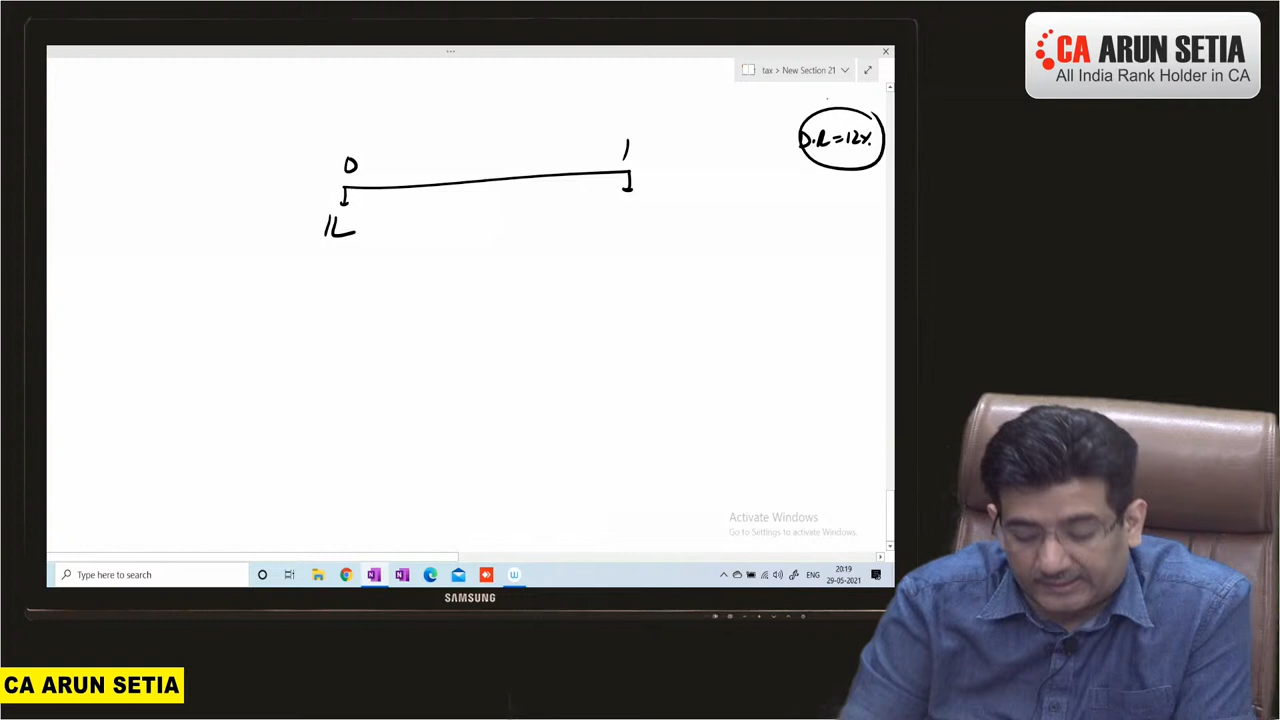 CA ARUN SETIA
All India Rank Holder in CA
tax > New Section 21
D.R=12%
0
1
1L
Activate Windows
Go to Settings to activate Windows.
Type here to search
ENG
20:19
29-05-2021
SAMSUNG
CA ARUN SETIA